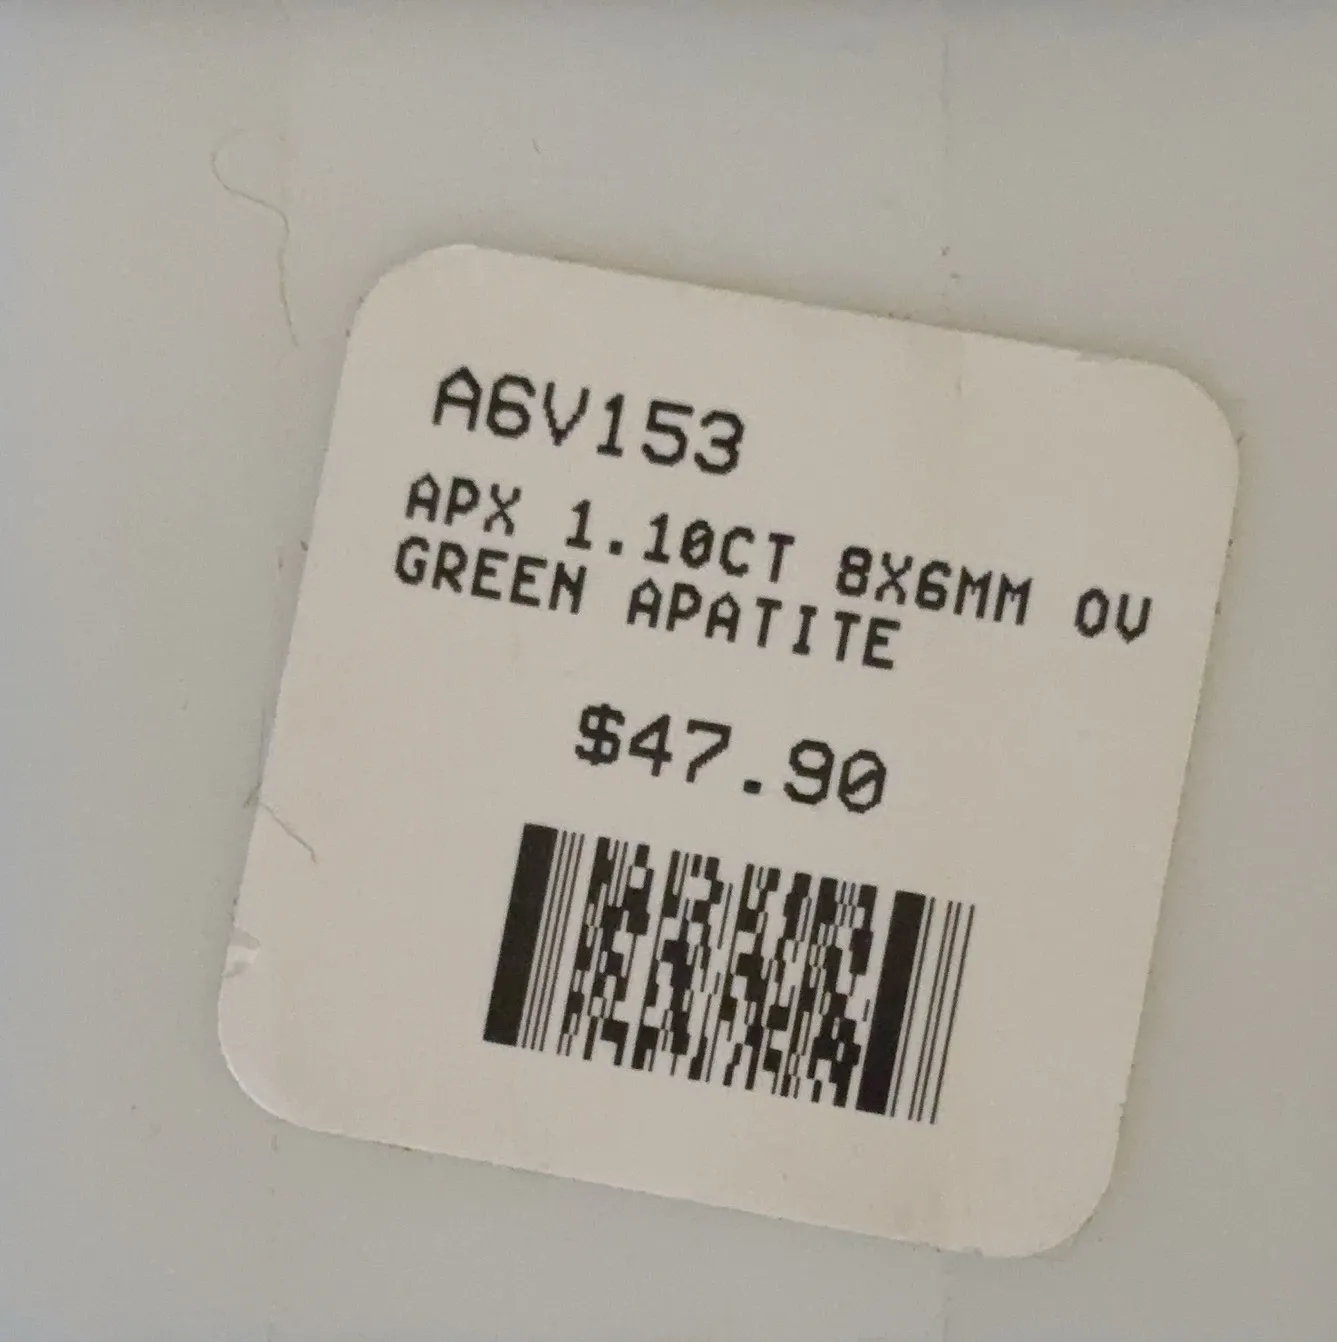 A6V153
APX 1.10CT 8X6MM OV
GREEN APATITE
$47.90